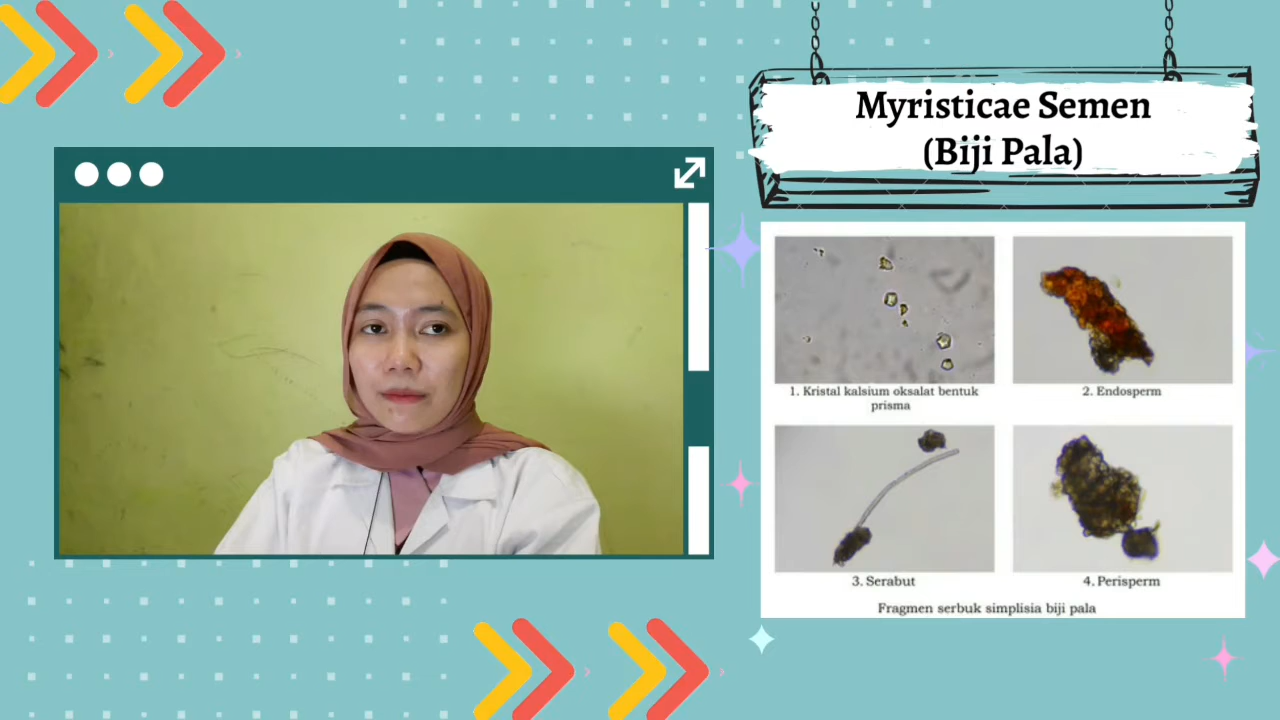 Myristicae Semen
(Biji Pala)
1. Kristal kalsium oksalat bentuk
prisma
2. Endosperm
3. Serabut
4. Perisperm
Fragmen serbuk simplisia biji pala